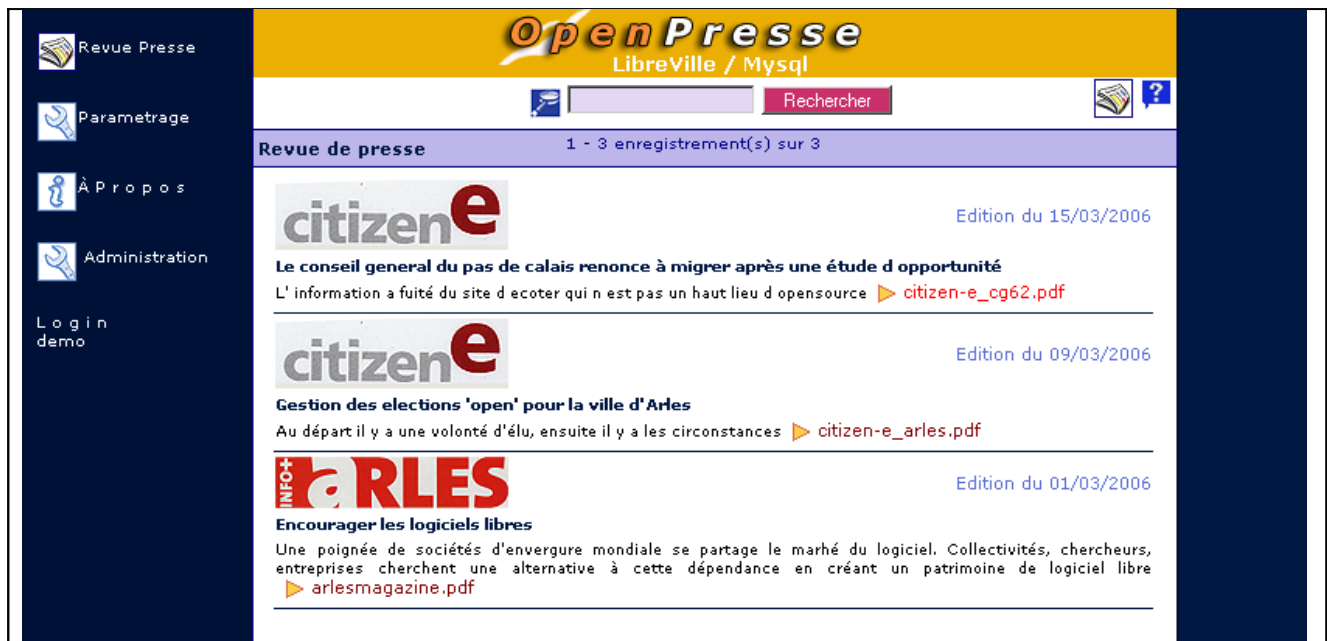 Revue Presse
Parametrage
À P r o p o s
Administration
L o g i n
demo
OpenPresse
LibreVille / Mysql
Rechercher
?
Revue de presse
1 - 3 enregistrement(s) sur 3
citizene
Edition du 15/03/2006
Le conseil general du pas de calais renonce à migrer après une étude d opportunité
L' information a fuité du site d ecoter qui n est pas un haut lieu d opensource citizen-e_cg62.pdf
citizene
Edition du 09/03/2006
Gestion des elections 'open' pour la ville d'Arles
Au départ il y a une volonté d'élu, ensuite il y a les circonstances citizen-e_arles.pdf
INFO+ aRLES
Edition du 01/03/2006
Encourager les logiciels libres
Une poignée de sociétés d'envergure mondiale se partage le marhé du logiciel. Collectivités, chercheurs,
entreprises cherchent une alternative à cette dépendance en créant un patrimoine de logiciel libre
arlesmagazine.pdf